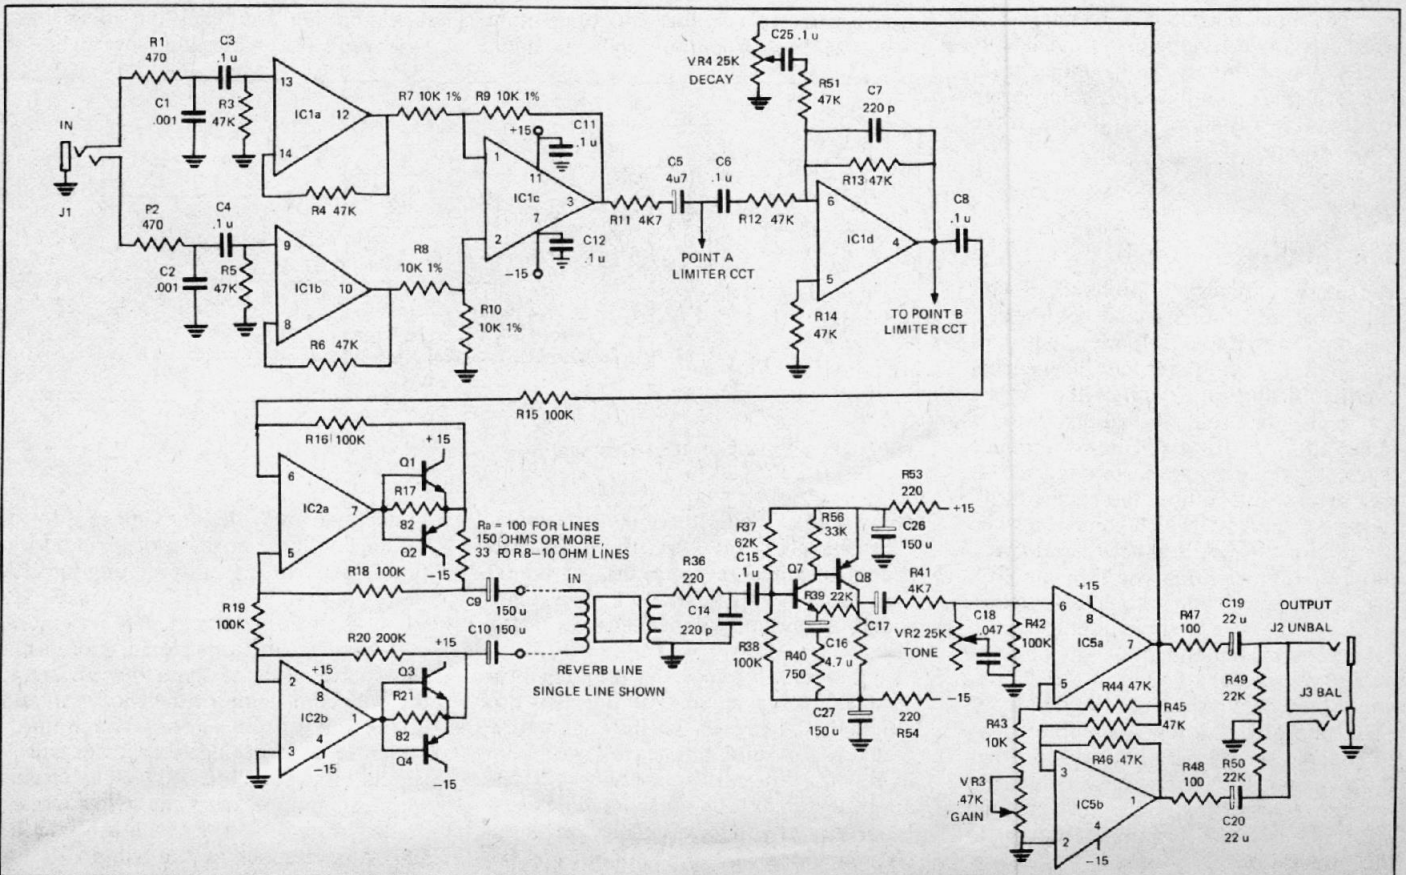 IN
J1
R1
470
C3
.1 u
C1
.001
R3
47K
13
12
14
IC1a
R4 47K
R7 10K 1%
R9 10K 1%
P2
470
C4
.1 u
C2
.001
R5
47K
9
10
8
IC1b
R6 47K
R8
10K 1%
R10
10K 1%
+15
C11
.1 u
1
11
IC1c
3
7
2
C12
.1 u
-15
R11 4K7
C5
4u7
C6
.1 u
POINT A
LIMITER CCT
R12 47K
VR4 25K
DECAY
C25 .1 u
R51
47K
C7
220 p
R13 47K
6
IC1d
4
5
R14
47K
C8
.1 u
TO POINT B
LIMITER CCT
R15 100K
R16 100K
+15
6
IC2a
7
5
Q1
R17
82
Q2
-15
Ra = 100 FOR LINES
150 OHMS OR MORE,
33 FOR 8-10 OHM LINES
R18 100K
R19
100K
C9
150 u
C10 150 u
R20 200K
+15
+15
2
8
IC2b
1
4
3
-15
Q3
R21
82
Q4
-15
IN
REVERB LINE
SINGLE LINE SHOWN
R36
220
C14
220 p
R37
62K
C15
.1 u
R38
100K
R56
33K
Q7
Q8
R39
22K
C16
4.7 u
R40
750
C17
R53
220
+15
C26
150 u
C27
150 u
220
R54
-15
R41
4K7
VR2 25K
TONE
C18
.047
R42
100K
+15
6
8
IC5a
7
5
R43
10K
R44 47K
R45
47K
R46 47K
VR3
.47K
GAIN
3
IC5b
1
4
2
-15
R47
100
C19
22 u
R48
100
C20
22 u
R49
22K
R50
22K
OUTPUT
J2 UNBAL
J3 BAL